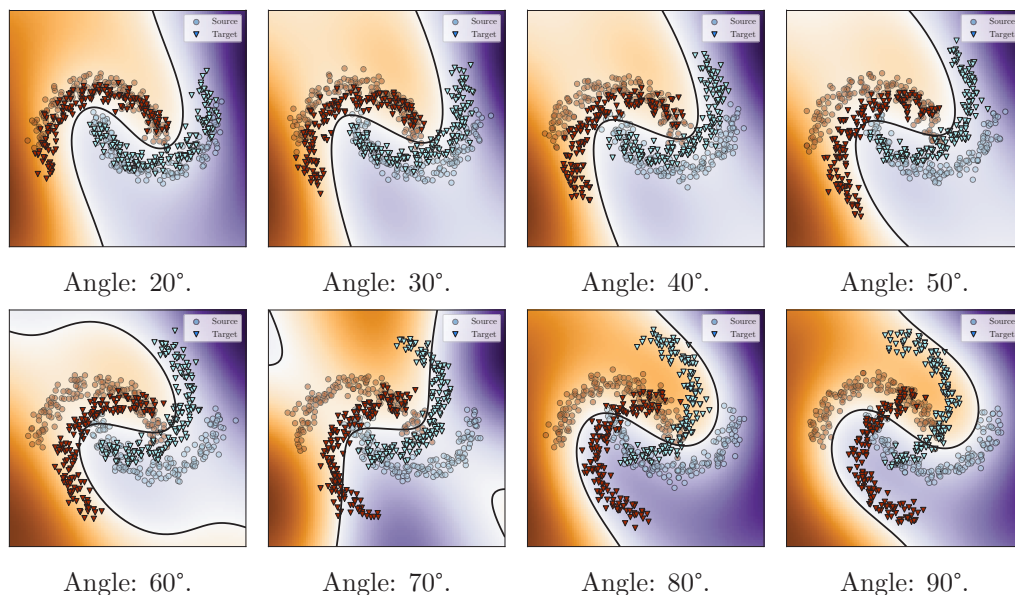 Source
Target
Source
Target
Source
Target
Source
Target
Angle: 20°.
Angle: 30°.
Angle: 40°.
Angle: 50°.
Source
Target
Source
Target
Source
Target
Source
Target
Angle: 60°.
Angle: 70°.
Angle: 80°.
Angle: 90°.